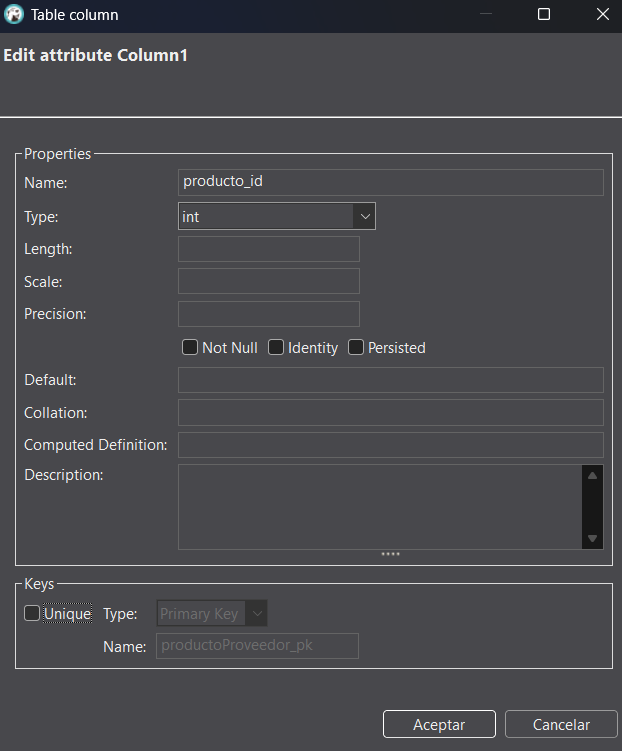 Table column
Edit attribute Column1
Properties
Name: producto_id
Type: int
Length:
Scale:
Precision:
Not Null Identity Persisted
Default:
Collation:
Computed Definition:
Description:
Keys
Unique Type: Primary Key
Name: productoProveedor_pk
Aceptar Cancelar